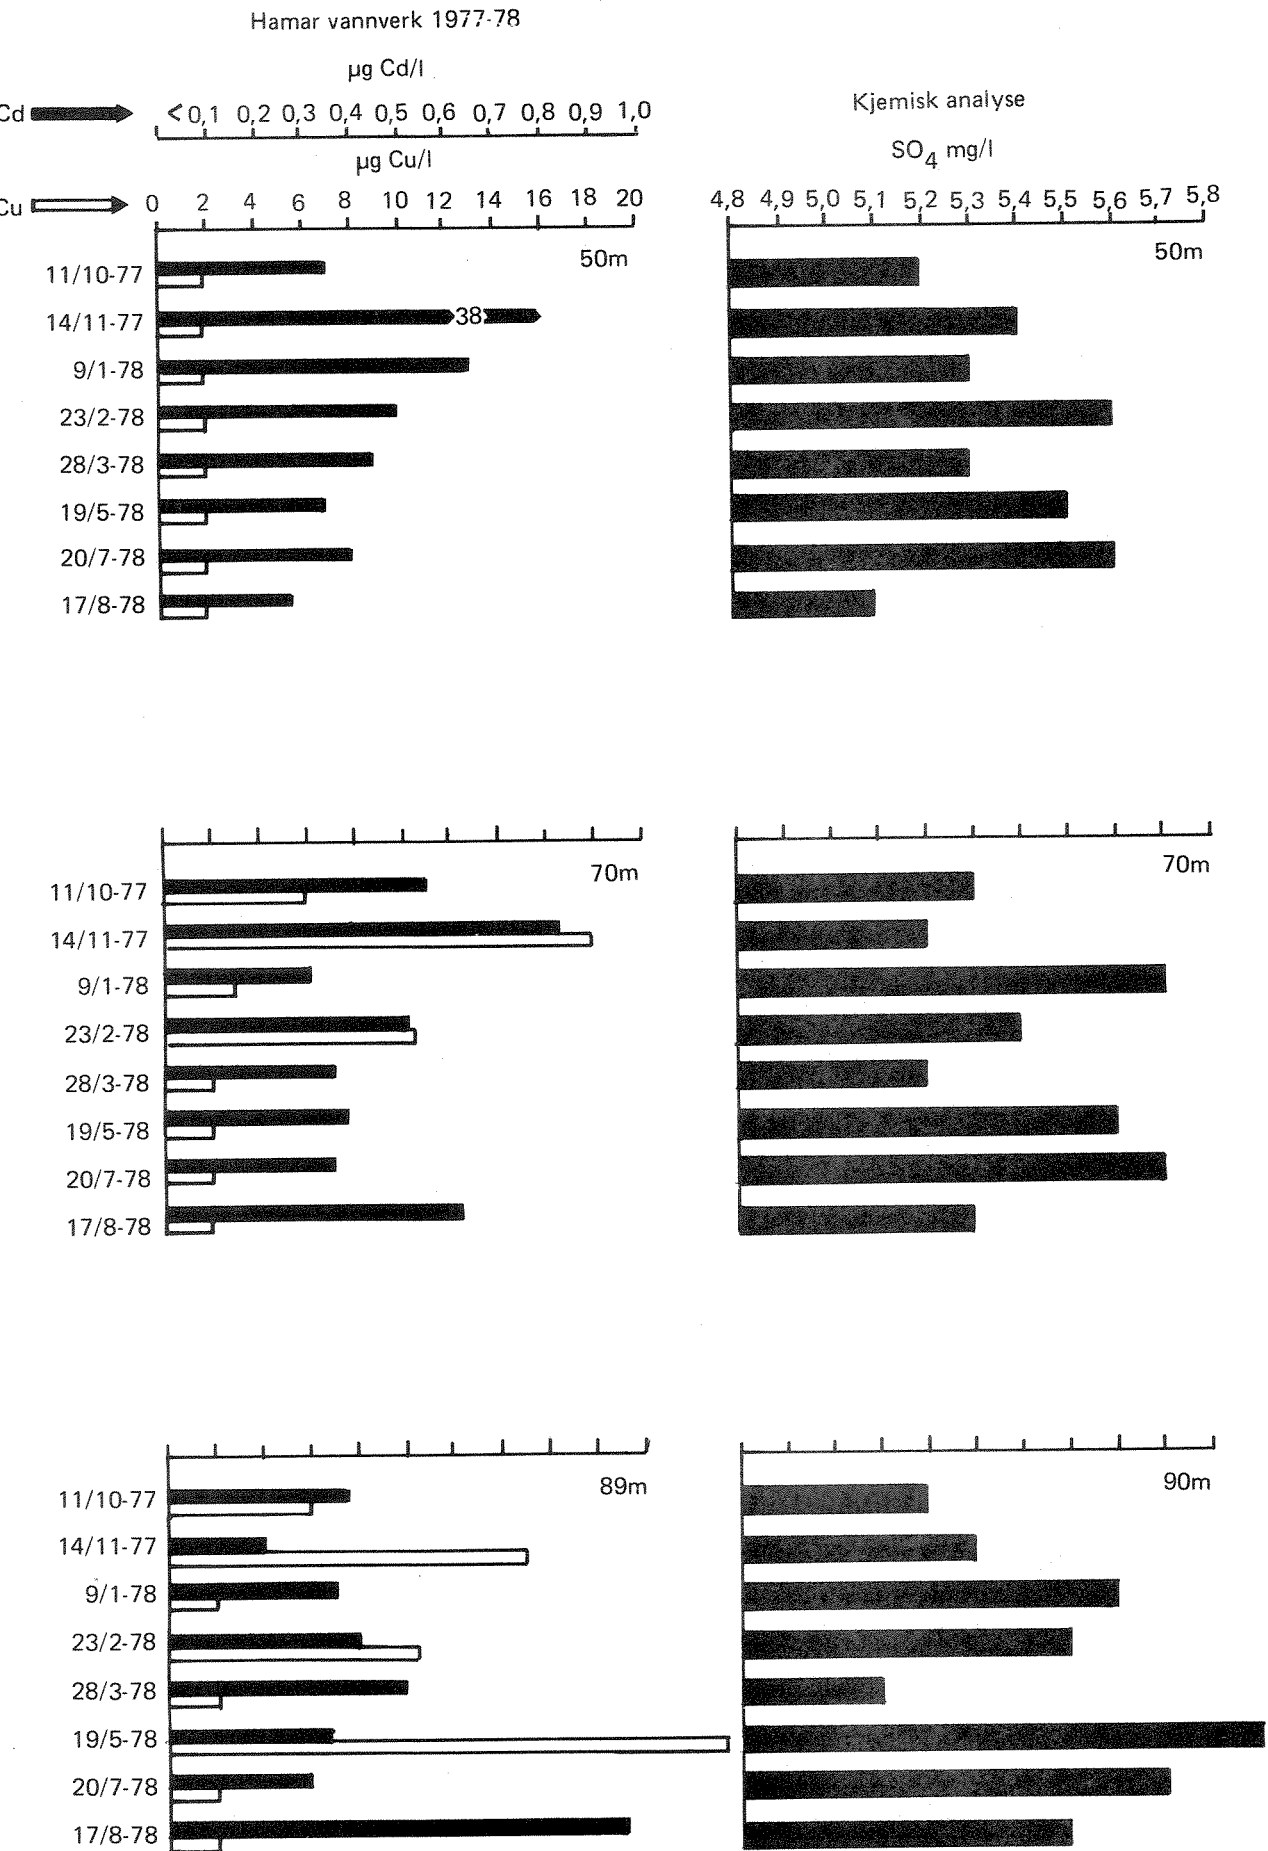 Hamar vannverk 1977-78
µg Cd/l
Cd < 0,1 0,2 0,3 0,4 0,5 0,6 0,7 0,8 0,9 1,0
µg Cu/l
Cu 0 2 4 6 8 10 12 14 16 18 20
50m
11/10-77
14/11-77 38
9/1-78
23/2-78
28/3-78
19/5-78
20/7-78
17/8-78
Kjemisk analyse
SO4 mg/l
4,8 4,9 5,0 5,1 5,2 5,3 5,4 5,5 5,6 5,7 5,8
50m
70m
11/10-77
14/11-77
9/1-78
23/2-78
28/3-78
19/5-78
20/7-78
17/8-78
70m
89m
11/10-77
14/11-77
9/1-78
23/2-78
28/3-78
19/5-78
20/7-78
17/8-78
90m